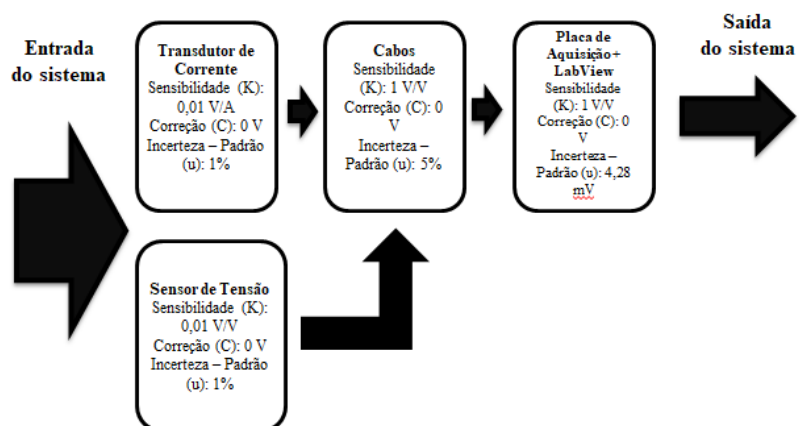 Entrada
do sistema
Transdutor de
Corrente
Sensibilidade (K):
0,01 V/A
Correção (C): 0 V
Incerteza – Padrão
(u): 1%
Cabos
Sensibilidade
(K): 1 V/V
Correção (C): 0
V
Incerteza –
Padrão (u): 5%
Placa de
Aquisição+
LabView
Sensibilidade
(K): 1 V/V
Correção (C): 0
V
Incerteza –
Padrão (u): 4,28
mV
Saída
do sistema
Sensor de Tensão
Sensibilidade (K):
0,01 V/V
Correção (C): 0 V
Incerteza – Padrão
(u): 1%